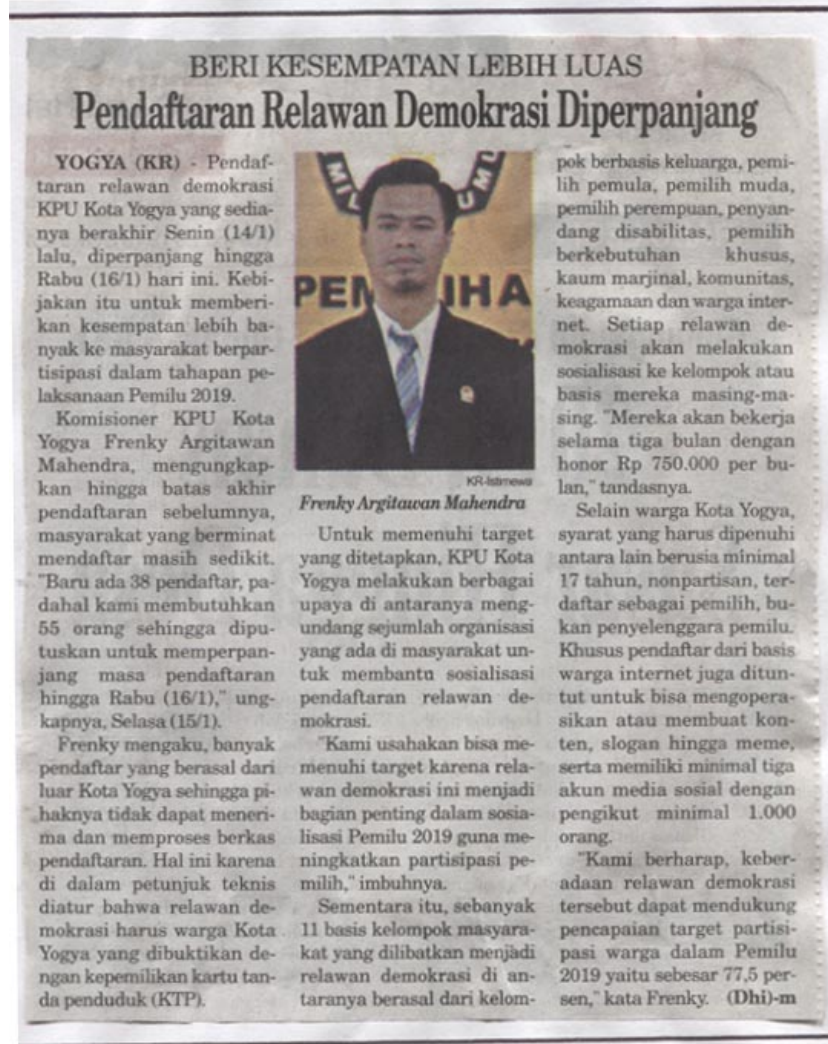 BERI KESEMPATAN LEBIH LUAS
Pendaftaran Relawan Demokrasi Diperpanjang
YOGYA (KR) - Pendaf-
taran relawan demokrasi
KPU Kota Yogya yang sedia-
nya berakhir Senin (14/1)
lalu, diperpanjang hingga
Rabu (16/1) hari ini. Kebi-
jakan itu untuk memberi-
kan kesempatan lebih ba-
nyak ke masyarakat berpar-
tisipasi dalam tahapan pe-
laksanaan Pemilu 2019.
Komisioner KPU Kota
Yogya Frenky Argitawan
Mahendra, mengungkap-
kan hingga batas akhir
pendaftaran sebelumnya,
masyarakat yang berminat
mendaftar masih sedikit.
"Baru ada 38 pendaftar, pa-
dahal kami membutuhkan
55 orang sehingga dipu-
tuskan untuk memperpan-
jang masa pendaftaran
hingga Rabu (16/1)," ung-
kapnya, Selasa (15/1).
Frenky mengaku, banyak
pendaftar yang berasal dari
luar Kota Yogya sehingga pi-
haknya tidak dapat meneri-
ma dan memproses berkas
pendaftaran. Hal ini karena
di dalam petunjuk teknis
diatur bahwa relawan de-
mokrasi harus warga Kota
Yogya yang dibuktikan de-
ngan kepemilikan kartu tan-
da penduduk (KTP).
MIL UMU
PEM IHA
KR-Istimewa
Frenky Argitawan Mahendra
Untuk memenuhi target
yang ditetapkan, KPU Kota
Yogya melakukan berbagai
upaya di antaranya meng-
undang sejumlah organisasi
yang ada di masyarakat un-
tuk membantu sosialisasi
pendaftaran relawan de-
mokrasi.
"Kami usahakan bisa me-
menuhi target karena rela-
wan demokrasi ini menjadi
bagian penting dalam sosia-
lisasi Pemilu 2019 guna me-
ningkatkan partisipasi pe-
milih," imbuhnya.
Sementara itu, sebanyak
11 basis kelompok masyara-
kat yang dilibatkan menjadi
relawan demokrasi di an-
taranya berasal dari kelom-
pok berbasis keluarga, pemi-
lih pemula, pemilih muda,
pemilih perempuan, penyan-
dang disabilitas, pemilih
berkebutuhan khusus,
kaum marjinal, komunitas,
keagamaan dan warga inter-
net. Setiap relawan de-
mokrasi akan melakukan
sosialisasi ke kelompok atau
basis mereka masing-ma-
sing. "Mereka akan bekerja
selama tiga bulan dengan
honor Rp 750.000 per bu-
lan," tandasnya.
Selain warga Kota Yogya,
syarat yang harus dipenuhi
antara lain berusia minimal
17 tahun, nonpartisan, ter-
daftar sebagai pemilih, bu-
kan penyelenggara pemilu.
Khusus pendaftar dari basis
warga internet juga ditun-
tut untuk bisa mengopera-
sikan atau membuat kon-
ten, slogan hingga meme,
serta memiliki minimal tiga
akun media sosial dengan
pengikut minimal 1.000
orang.
"Kami berharap, keber-
adaan relawan demokrasi
tersebut dapat mendukung
pencapaian target partisi-
pasi warga dalam Pemilu
2019 yaitu sebesar 77,5 per-
sen," kata Frenky. (Dhi)-m